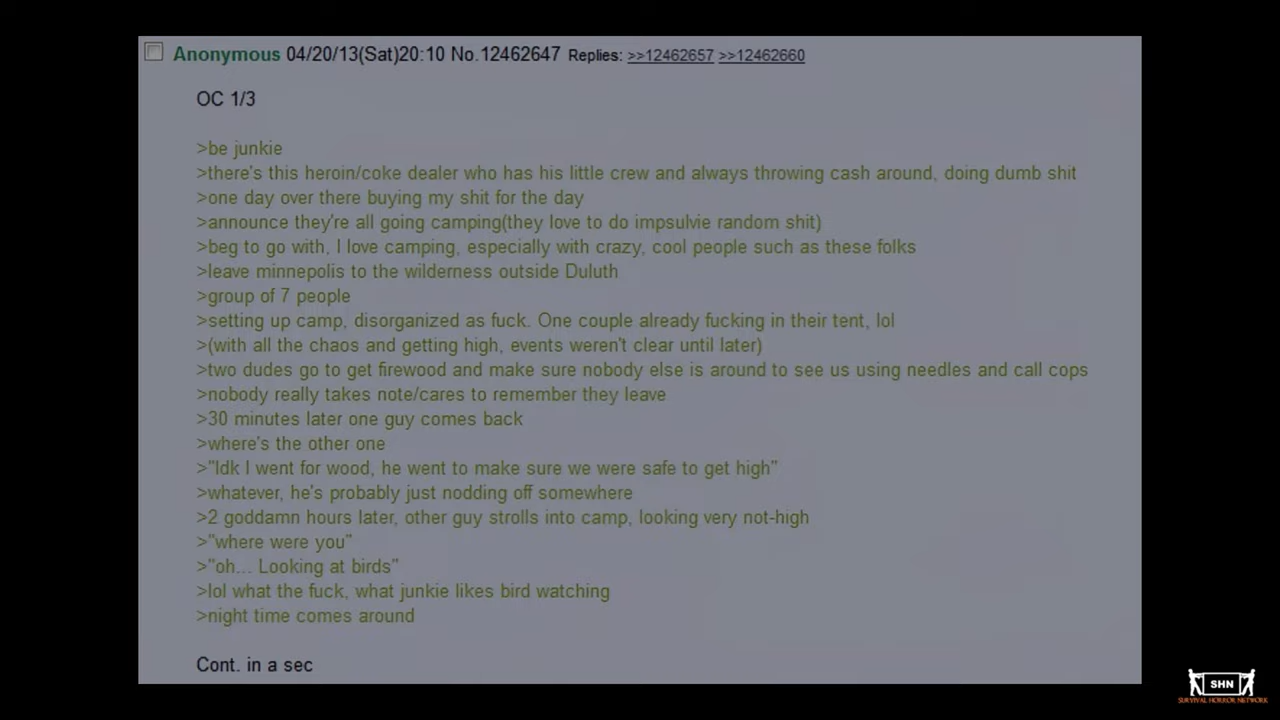 Anonymous 04/20/13(Sat)20:10 No.12462647 Replies: >>12462657 >>12462660
OC 1/3
>be junkie
>there's this heroin/coke dealer who has his little crew and always throwing cash around, doing dumb shit
>one day over there buying my shit for the day
>announce they're all going camping(they love to do impsulvie random shit)
>beg to go with, I love camping, especially with crazy, cool people such as these folks
>leave minnepolis to the wilderness outside Duluth
>group of 7 people
>setting up camp, disorganized as fuck. One couple already fucking in their tent, lol
>(with all the chaos and getting high, events weren't clear until later)
>two dudes go to get firewood and make sure nobody else is around to see us using needles and call cops
>nobody really takes note/cares to remember they leave
>30 minutes later one guy comes back
>where's the other one
>"Idk I went for wood, he went to make sure we were safe to get high"
>whatever, he's probably just nodding off somewhere
>2 goddamn hours later, other guy strolls into camp, looking very not-high
>"where were you"
>"oh... Looking at birds"
>lol what the fuck, what junkie likes bird watching
>night time comes around
Cont. in a sec
SHN
SURVIVAL HORROR NETWORK